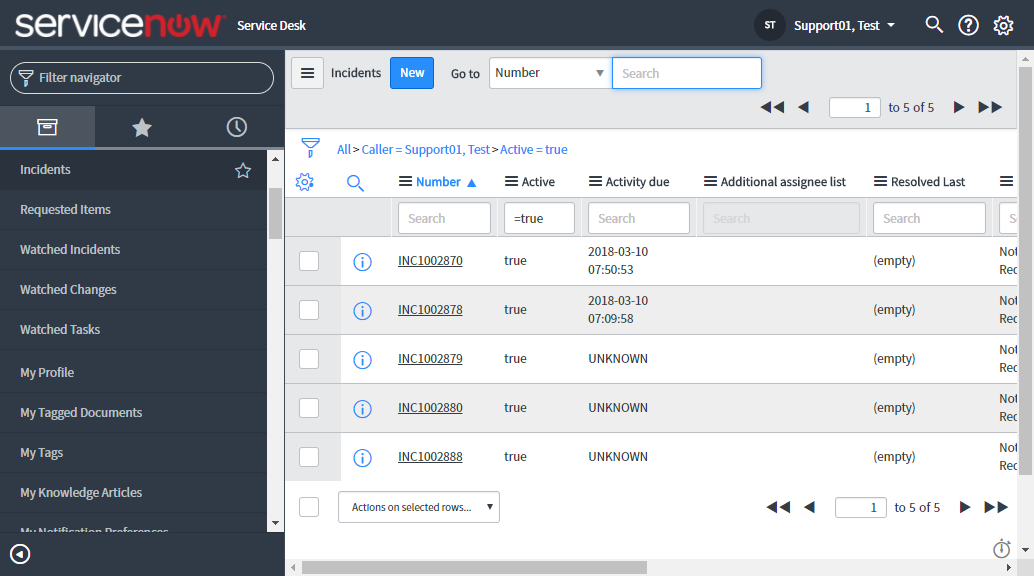 servicenow Service Desk
ST Support01, Test
Filter navigator
Incidents
Requested Items
Watched Incidents
Watched Changes
Watched Tasks
My Profile
My Tagged Documents
My Tags
My Knowledge Articles
My Notification Preferences
Incidents New Go to Number Search
1 to 5 of 5
All > Caller = Support01, Test > Active = true
Number Active Activity due Additional assignee list Resolved Last
Search =true Search Search Search S
INC1002870 true 2018-03-10 07:50:53 (empty) Not Rec
INC1002878 true 2018-03-10 07:09:58 (empty) Not Rec
INC1002879 true UNKNOWN (empty) Not Rec
INC1002880 true UNKNOWN (empty) Not Rec
INC1002888 true UNKNOWN (empty) Not Rec
Actions on selected rows... 1 to 5 of 5